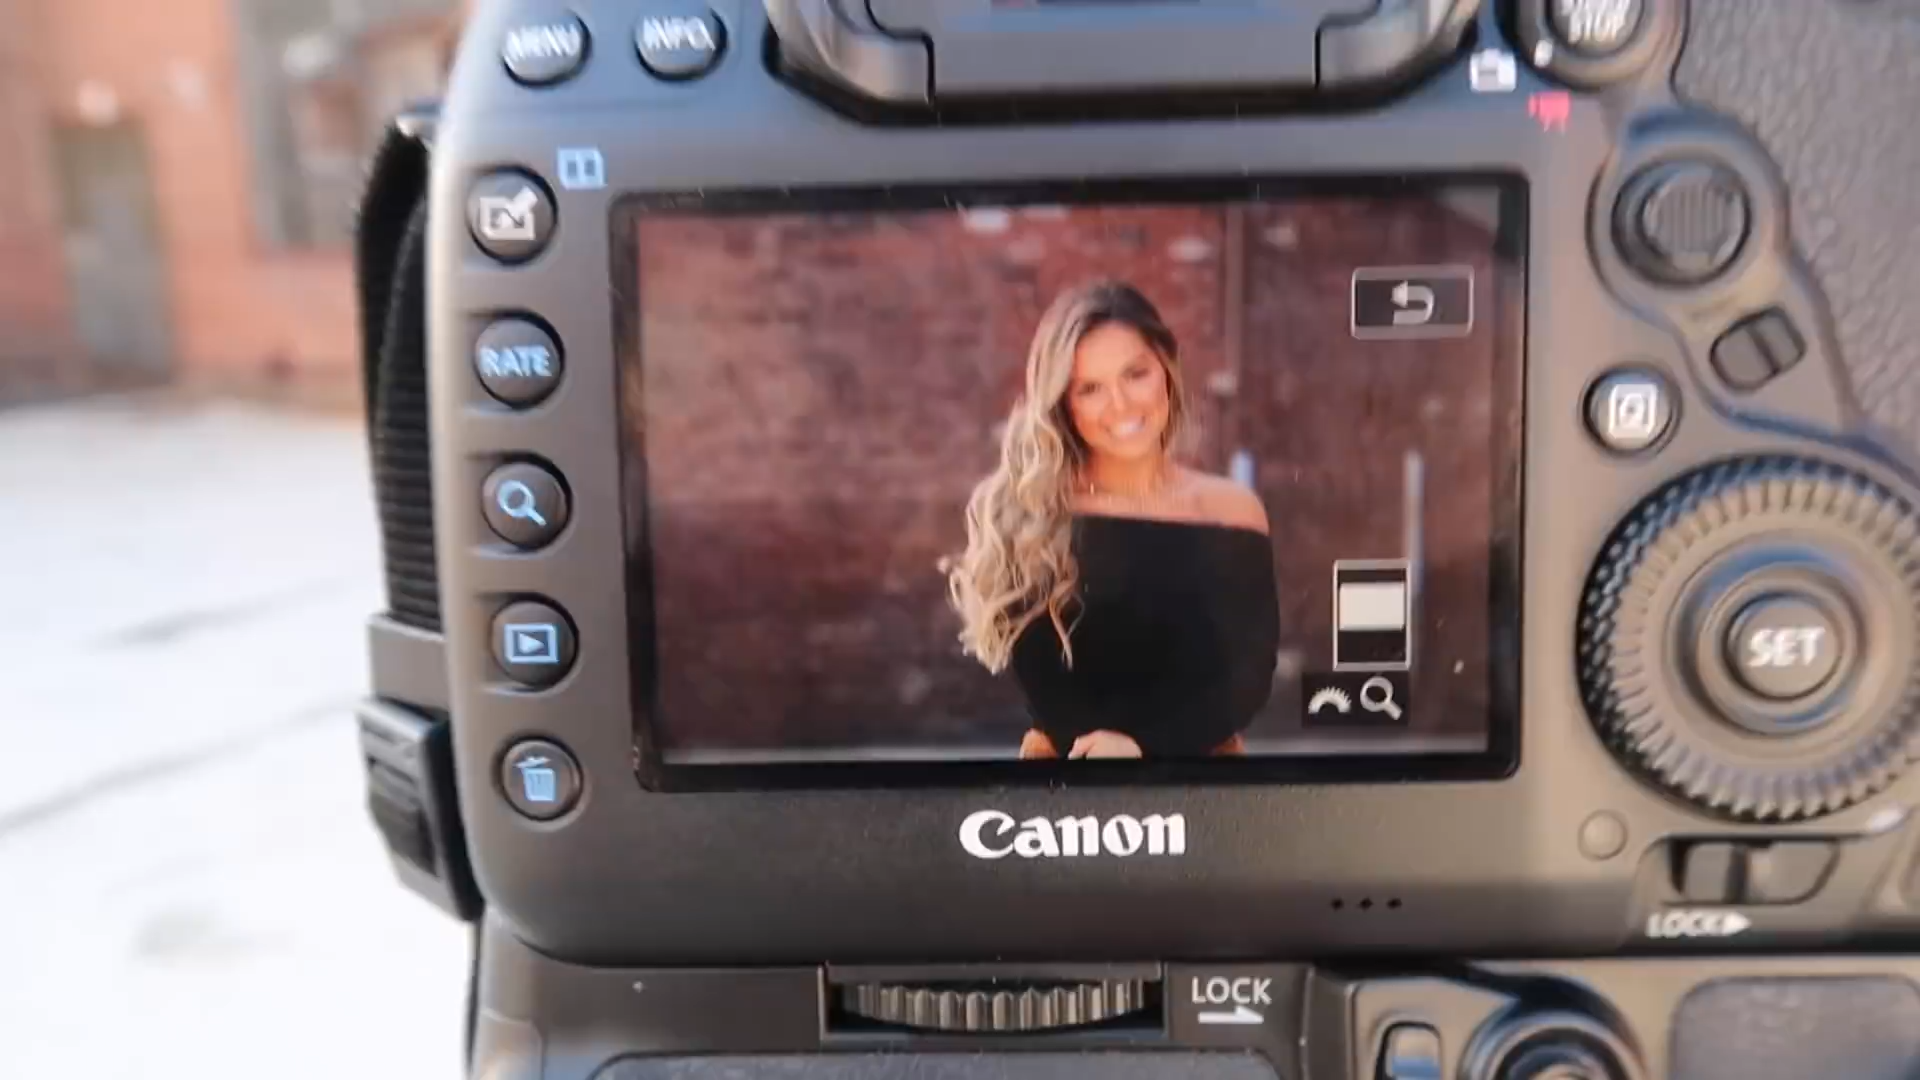 MENU
INFO.
STOP
RATE
Q
SET
Canon
LOCK
LOCK